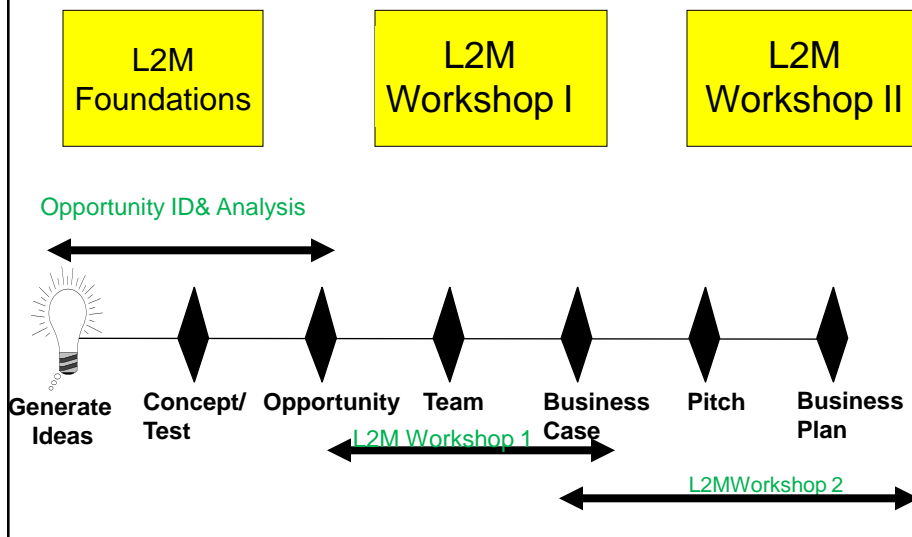 L2M
Foundations
L2M
Workshop I
L2M
Workshop II
Opportunity ID& Analysis
Generate
Ideas
Concept/
Test
Opportunity
Team
Business
Case
Pitch
Business
Plan
L2M Workshop 1
L2MWorkshop 2